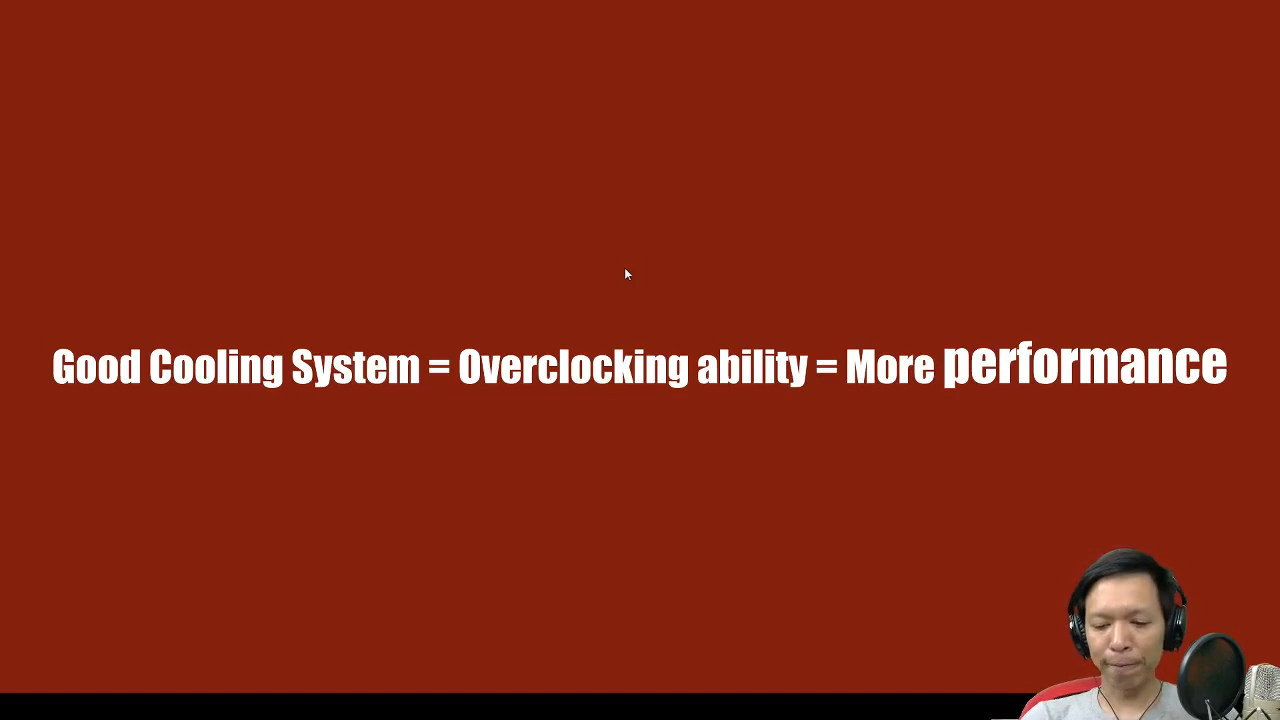 Good Cooling System = Overclocking ability = More performance